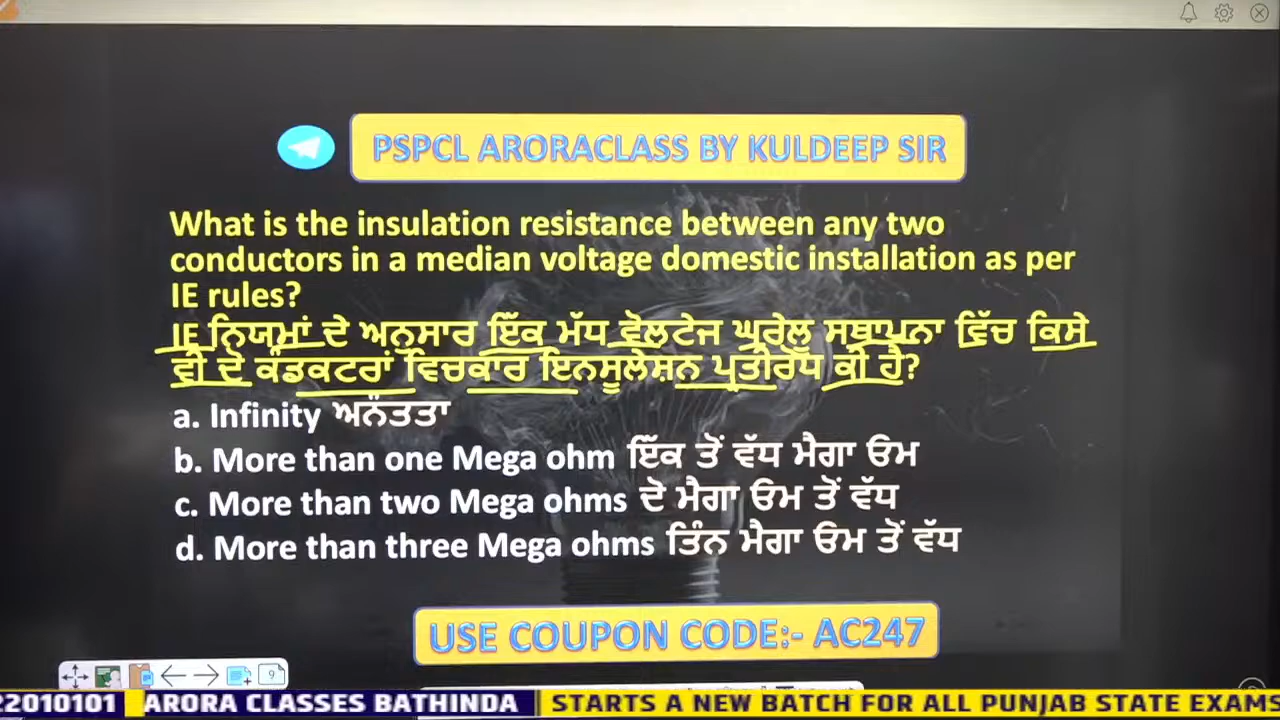 PSPCL ARORACLASS BY KULDEEP SIR
What is the insulation resistance between any two
conductors in a median voltage domestic installation as per
IE rules?
IE ਨਿਯਮਾਂ ਦੇ ਅਨੁਸਾਰ ਇੱਕ ਮੱਧ ਵੋਲਟੇਜ ਘਰੇਲੂ ਸਥਾਪਨਾ ਵਿੱਚ ਕਿਸੇ
ਵੀ ਦੋ ਕੰਡਕਟਰਾਂ ਵਿਚਕਾਰ ਇਨਸੂਲੇਸ਼ਨ ਪ੍ਰਤੀਰੋਧ ਕੀ ਹੈ?
a. Infinity ਅਨੰਤਤਾ
b. More than one Mega ohm ਇੱਕ ਤੋਂ ਵੱਧ ਮੈਗਾ ਓਮ
c. More than two Mega ohms ਦੋ ਮੈਗਾ ਓਮ ਤੋਂ ਵੱਧ
d. More than three Mega ohms ਤਿੰਨ ਮੈਗਾ ਓਮ ਤੋਂ ਵੱਧ
USE COUPON CODE:- AC247
9
22010101 ARORA CLASSES BATHINDA STARTS A NEW BATCH FOR ALL PUNJAB STATE EXAMS